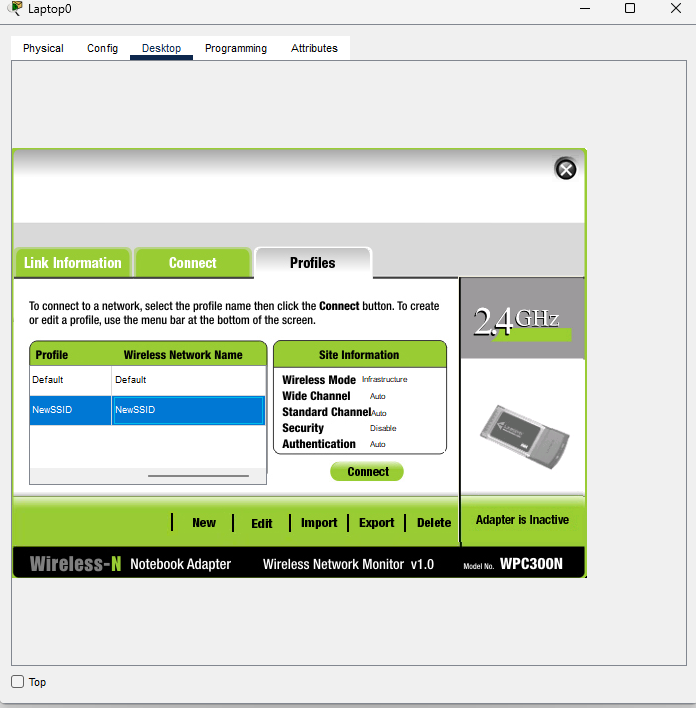 Laptop0
Physical Config Desktop Programming Attributes
Link Information Connect Profiles
To connect to a network, select the profile name then click the Connect button. To create
or edit a profile, use the menu bar at the bottom of the screen.
2.4GHz
Profile Wireless Network Name
Default Default
NewSSID NewSSID
Site Information
Wireless Mode Infrastructure
Wide Channel Auto
Standard Channel Auto
Security Disable
Authentication Auto
Connect
New Edit Import Export Delete
Adapter is Inactive
Wireless-N Notebook Adapter Wireless Network Monitor v1.0 Model No. WPC300N
Top